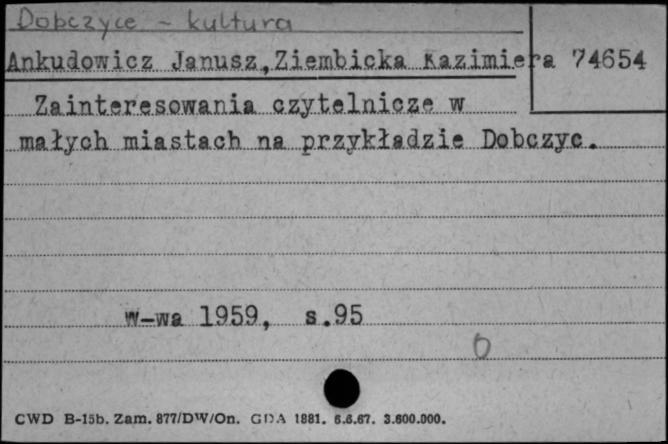 Dobczyce - kultura
Ankudowicz Janusz, Ziembicka Kazimiera 74654
Zainteresowania czytelnicze w
małych miastach na przykładzie Dobczyc.
W-wa 1959, s.95
0
CWD B-15b. Zam. 877/DW/On. GDA 1881. 6.6.67. 3.600.000.